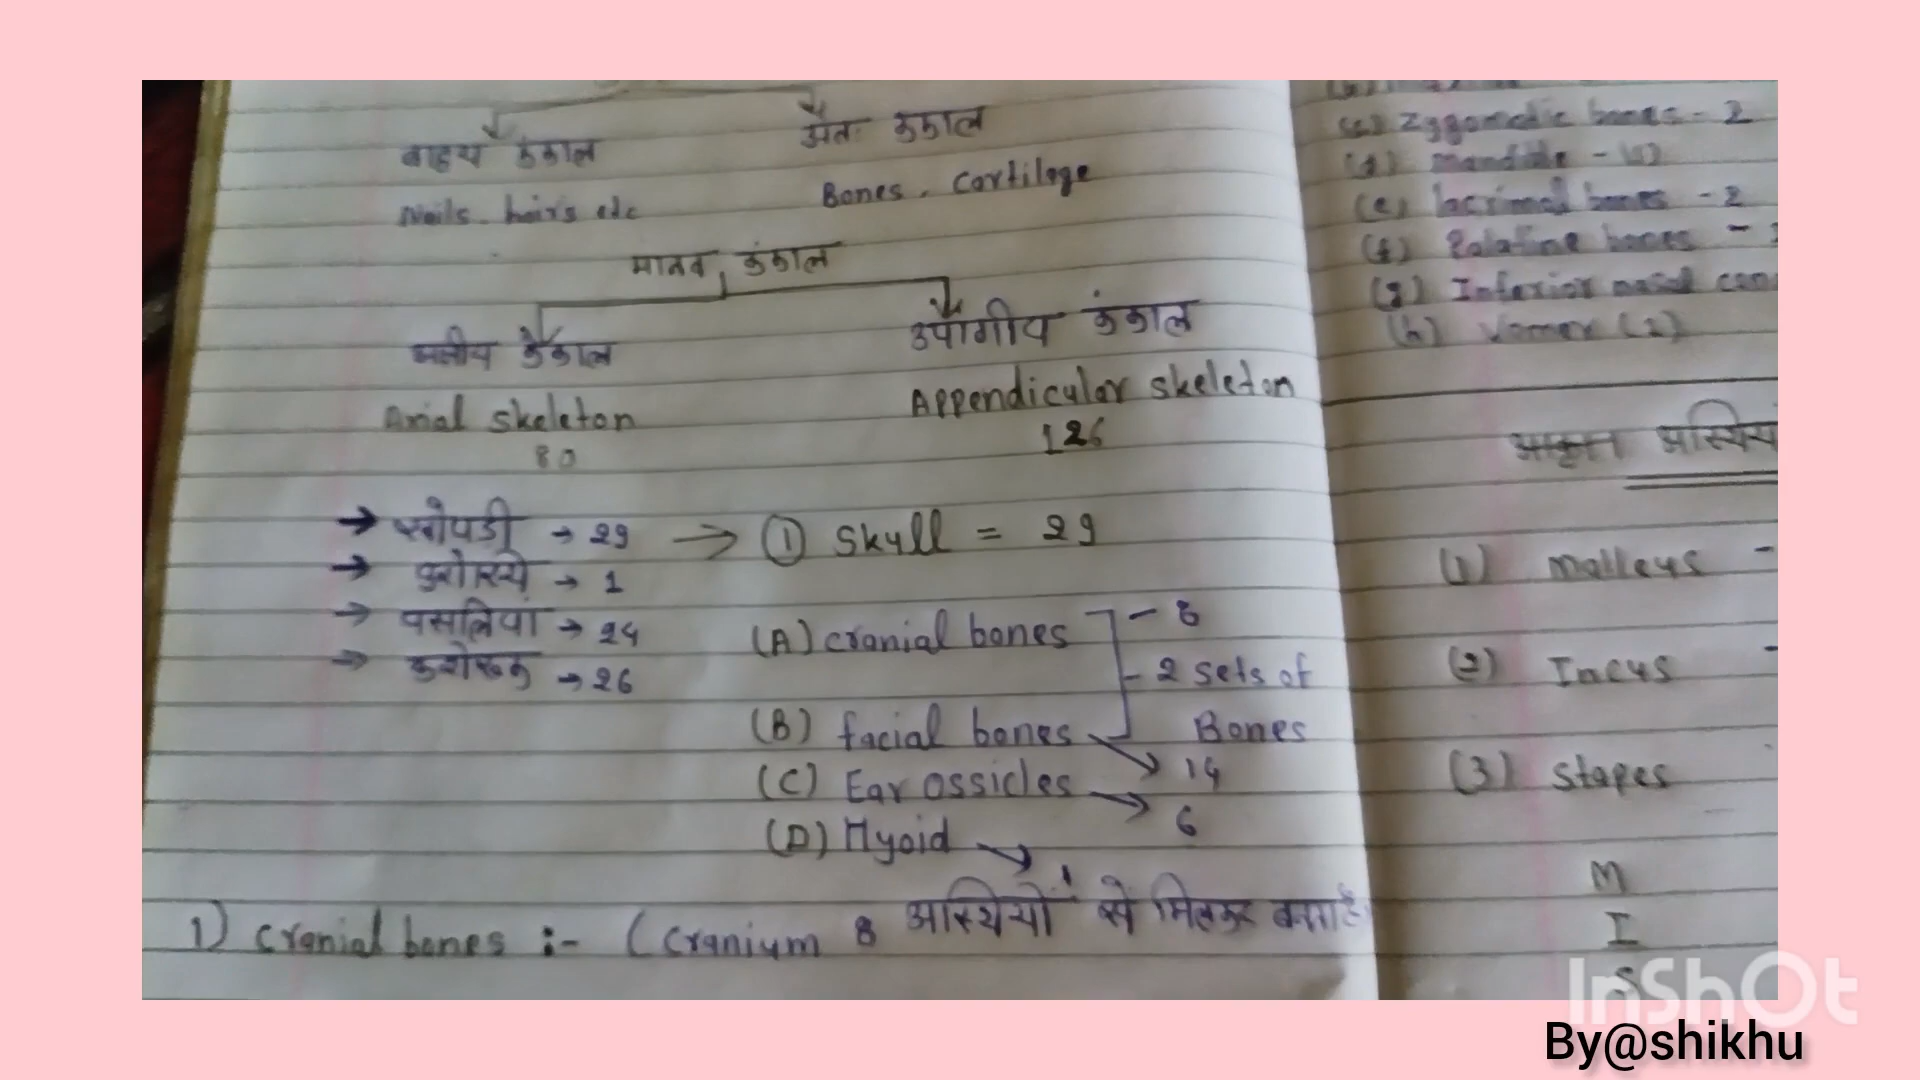 बाहय कंकाल
अंतः कंकाल
Nails. hairs etc
Bones. Cartilage
मानव कंकाल
कंकाल
उपांगीय कंकाल
Axial skeleton
Appendicular skeleton
80
126
→ खोपडी → 29 → ① Skull = 29
→ → 1
→ पसलियां → 24
→ कशेरूक → 26
(A) cranial bones - 8
- 2 sets of
Bones
(B) facial bones → 14
(C) Ear ossicles → 6
(D) Hyoid → 1
1) cranial bones :- (Cranium 8 अस्थियों से मिलकर
Zygomatic bones - 2
(d) mandible - (1)
(e) lacrimal bones - 2
(f) Palatine bones -
(g) Inferior nasal
(h) Vomer
(1) Malleus -
(2) Incus -
(3) Stapes
M
I
S
InShOt
By@shikhu